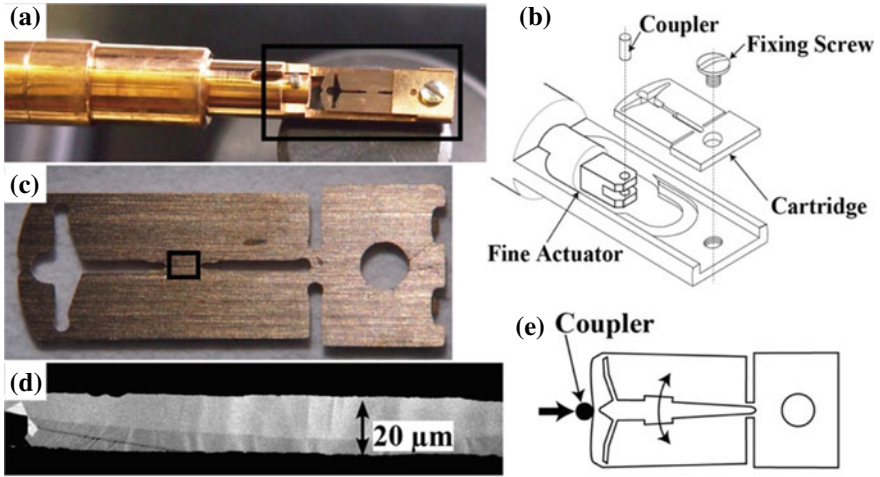 (a)
(b)
Coupler
Fixing Screw
Cartridge
Fine Actuator
(c)
(d)
20 µm
(e)
Coupler